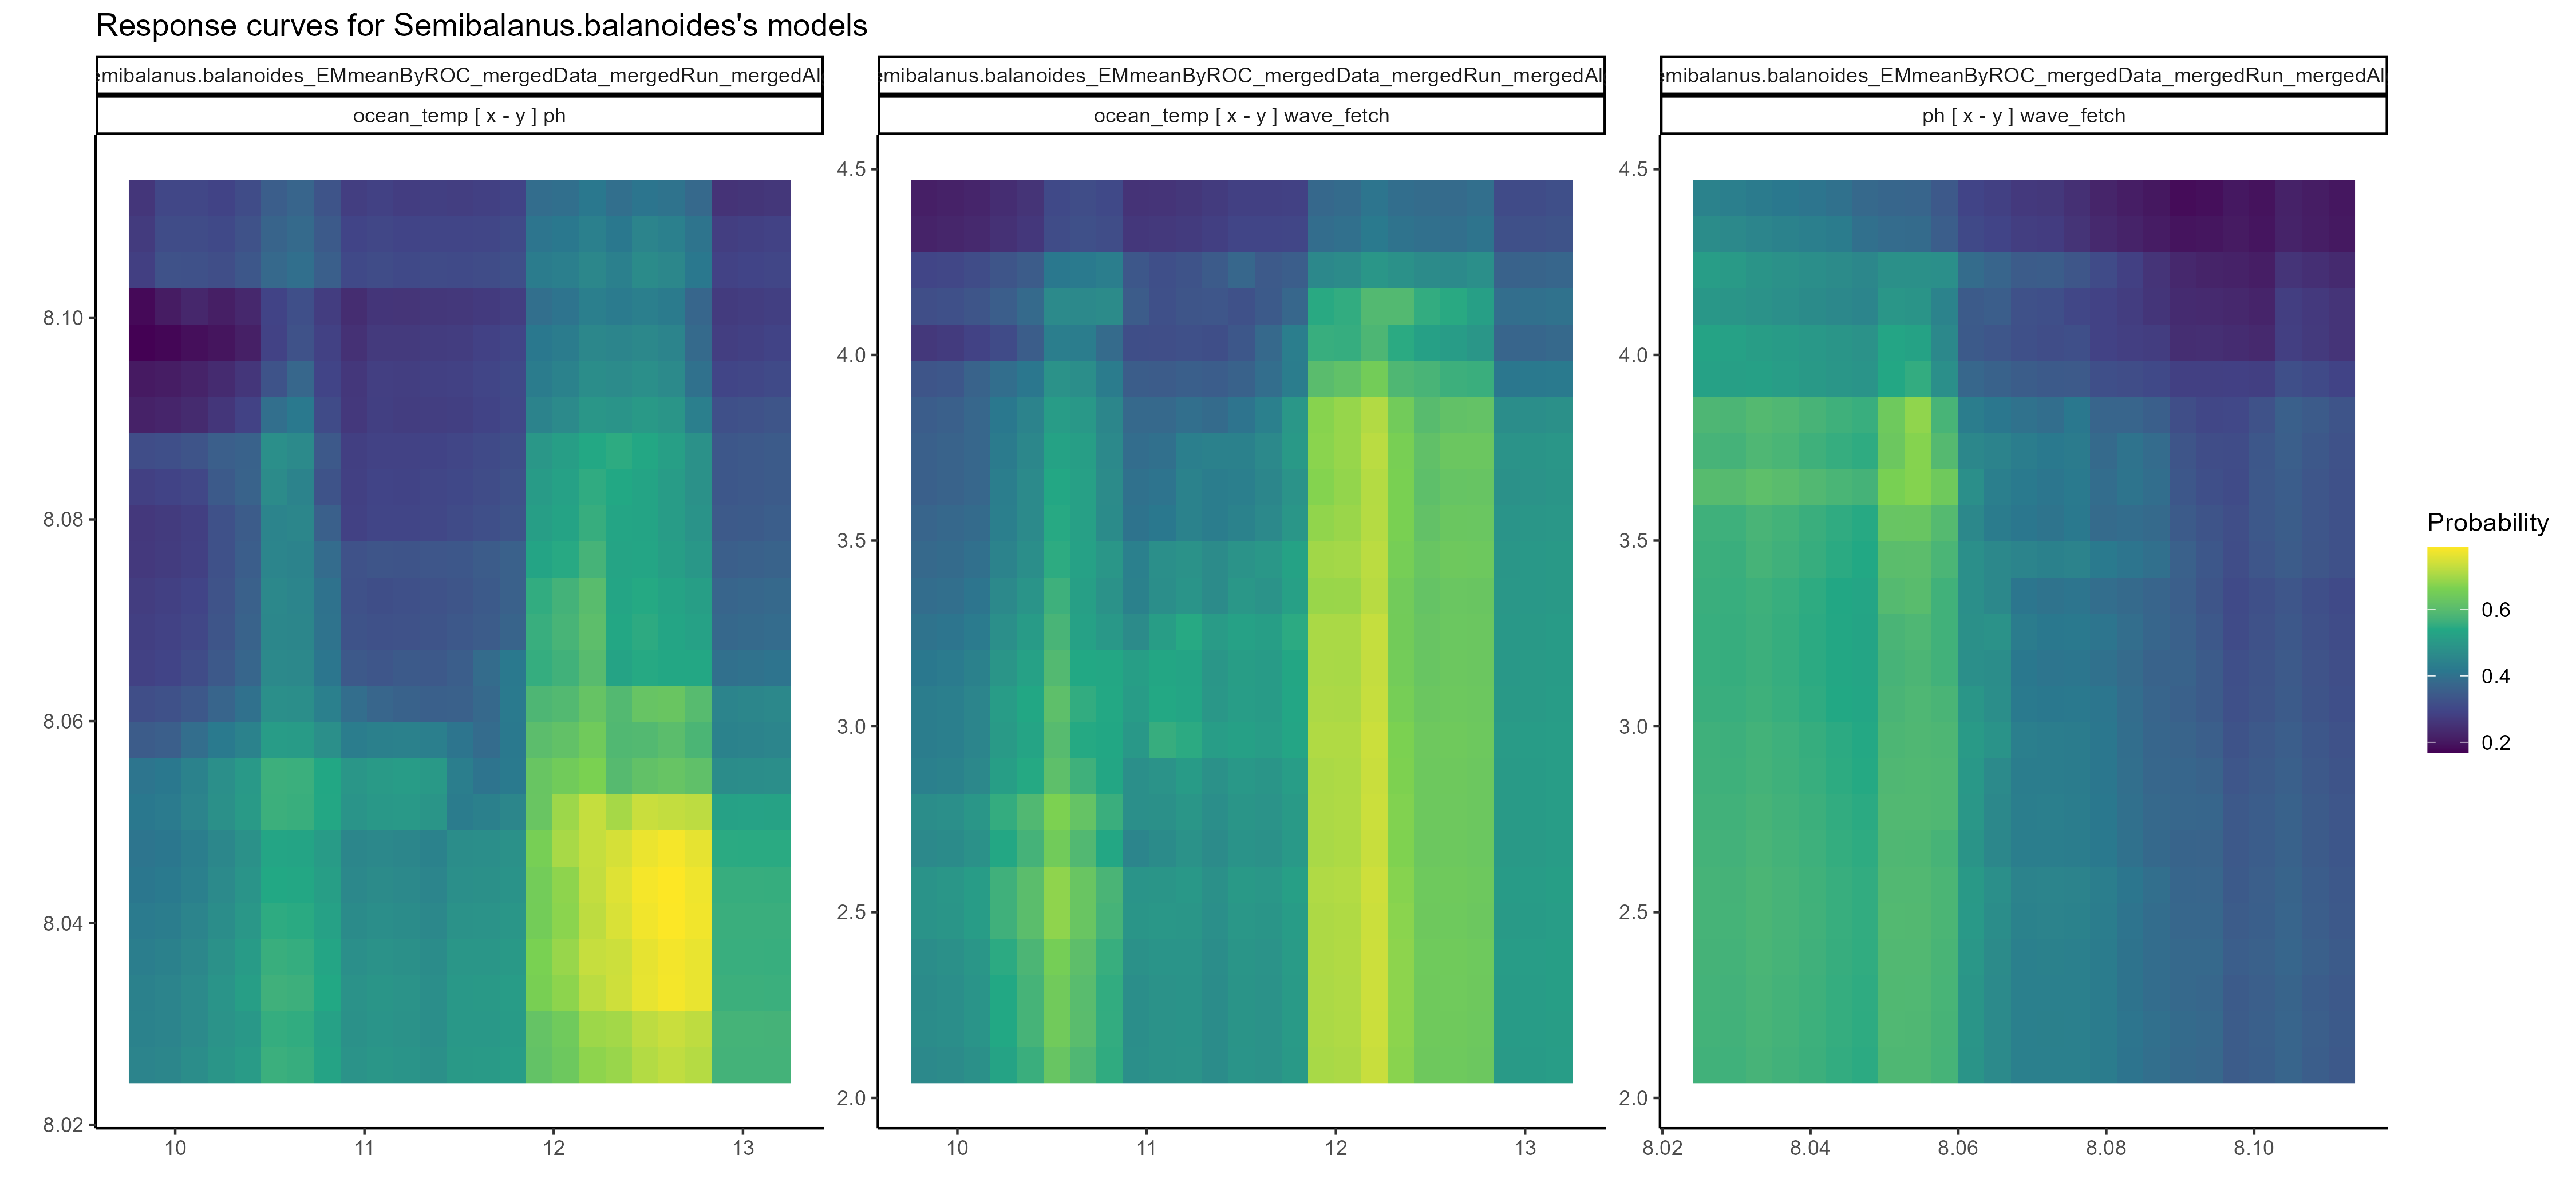 Response curves for Semibalanus.balanoides's models
emibalanus.balanoides_EMmeanByROC_mergedData_mergedRun_mergedAl emibalanus.balanoides_EMmeanByROC_mergedData_mergedRun_mergedAl emibalanus.balanoides_EMmeanByROC_mergedData_mergedRun_mergedAl
ocean_temp [ x - y ] ph ocean_temp [ x - y ] wave_fetch ph [ x - y ] wave_fetch
8.10
8.08
8.06
8.04
8.02
10 11 12 13
4.5
4.0
3.5
3.0
2.5
2.0
10 11 12 13
4.5
4.0
3.5
3.0
2.5
2.0
8.02 8.04 8.06 8.08 8.10
Probability
0.6
0.4
0.2